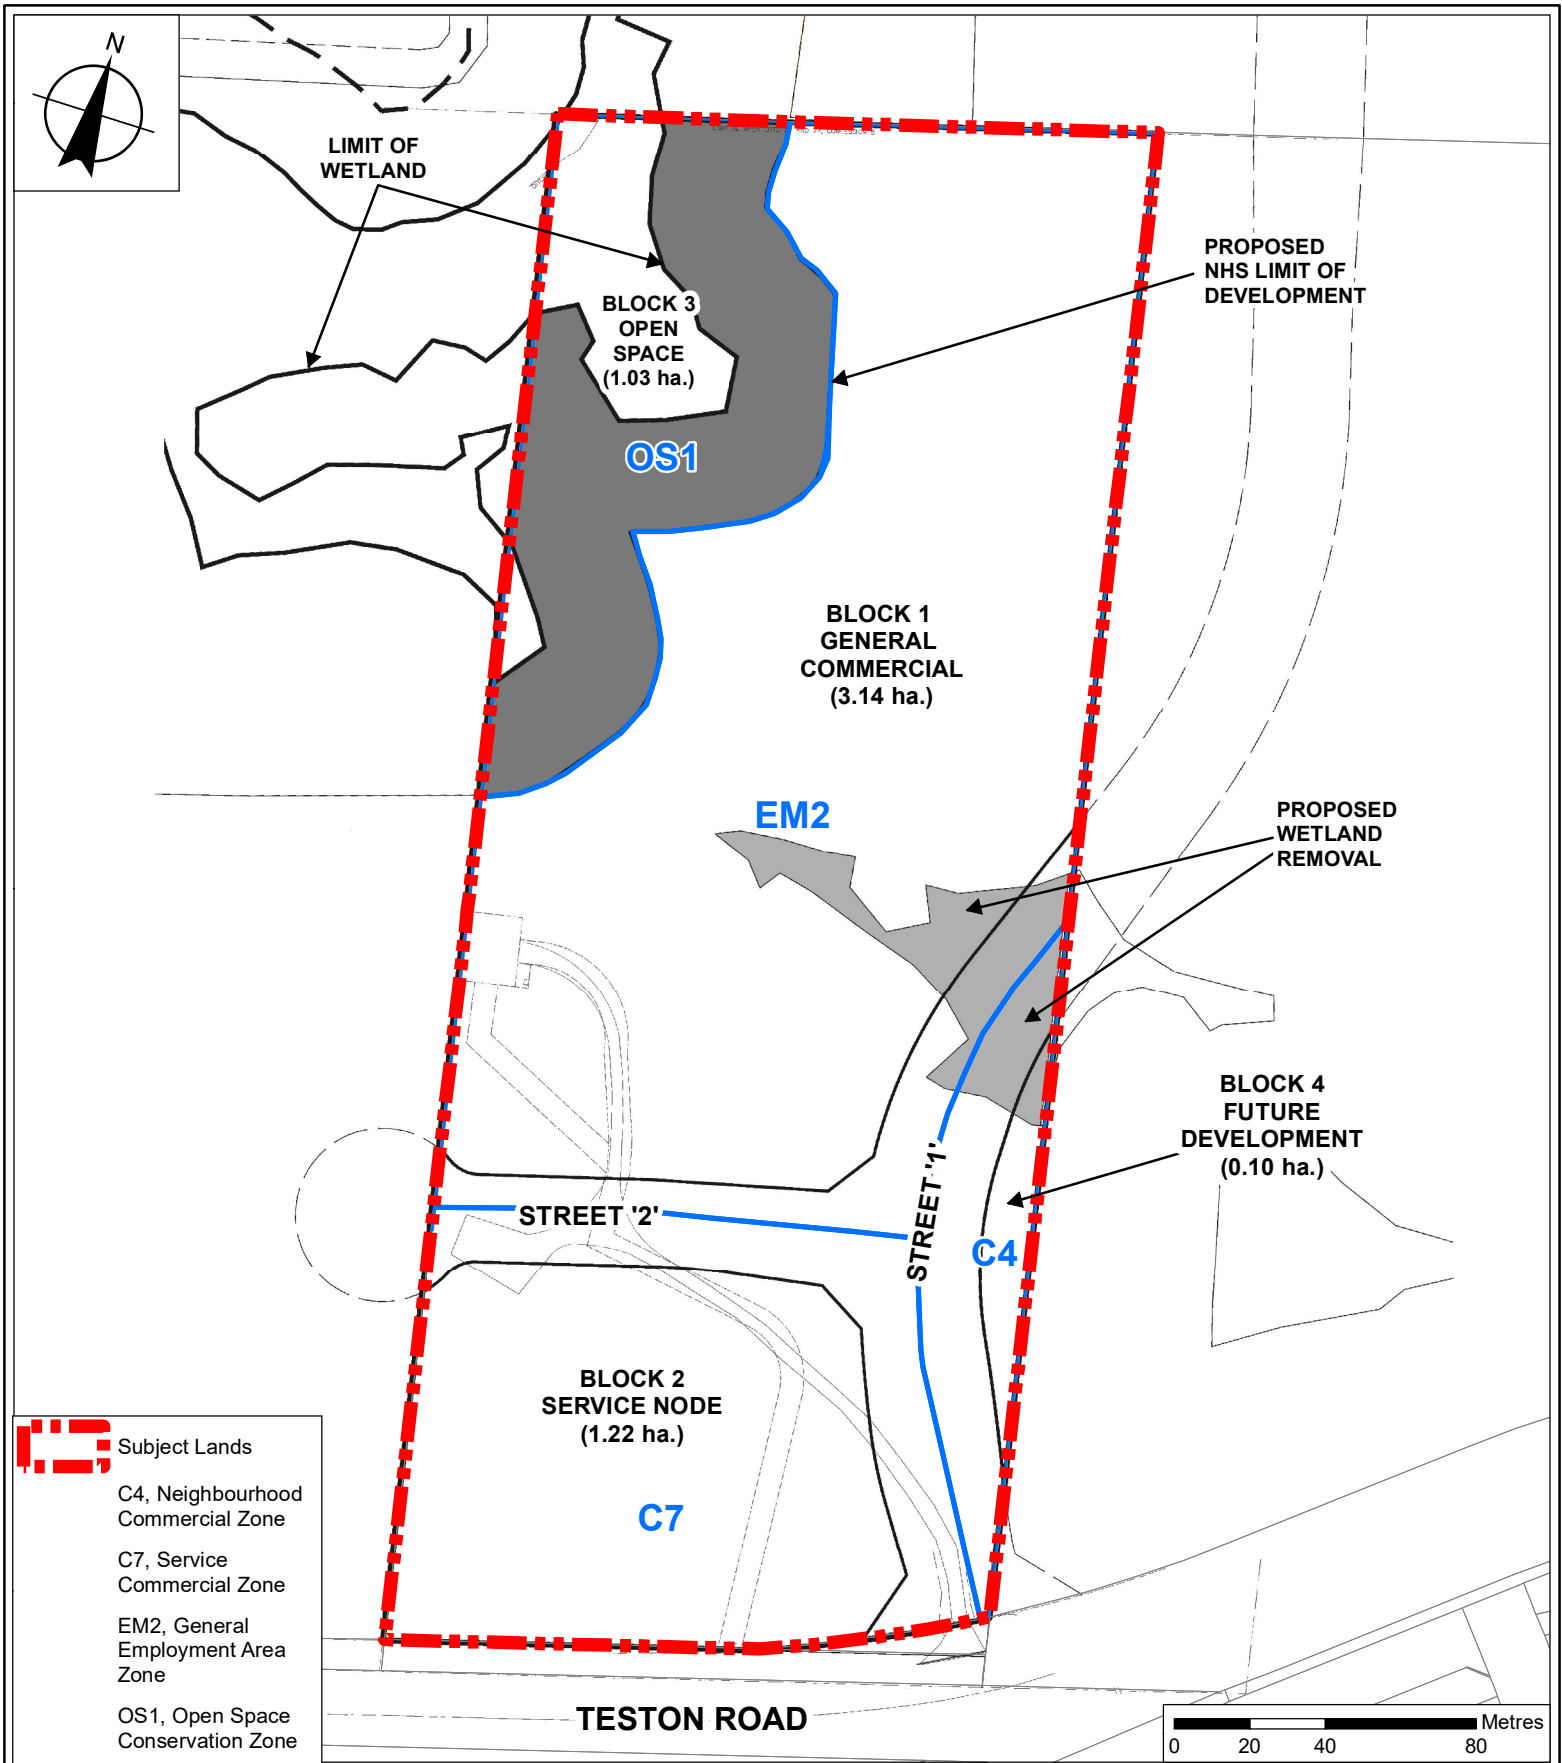 N
LIMIT OF
WETLAND
PROPOSED
NHS LIMIT OF
DEVELOPMENT
BLOCK 3
OPEN
SPACE
(1.03 ha.)
OS1
BLOCK 1
GENERAL
COMMERCIAL
(3.14 ha.)
EM2
PROPOSED
WETLAND
REMOVAL
BLOCK 4
FUTURE
DEVELOPMENT
(0.10 ha.)
STREET '1'
STREET '2'
C4
BLOCK 2
SERVICE NODE
(1.22 ha.)
C7
Subject Lands
C4, Neighbourhood
Commercial Zone
C7, Service
Commercial Zone
EM2, General
Employment Area
Zone
OS1, Open Space
Conservation Zone
TESTON ROAD
Metres
0 20 40 80